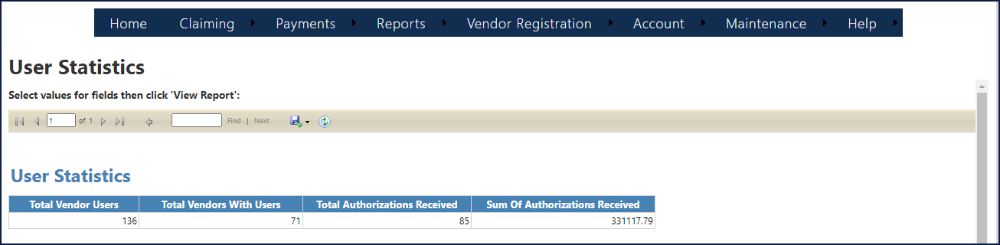 Home Claiming Payments Reports Vendor Registration Account Maintenance Help
User Statistics
Select values for fields then click 'View Report':
1 of 1 Find | Next
User Statistics
Total Vendor Users Total Vendors With Users Total Authorizations Received Sum Of Authorizations Received
136 71 85 331117.79